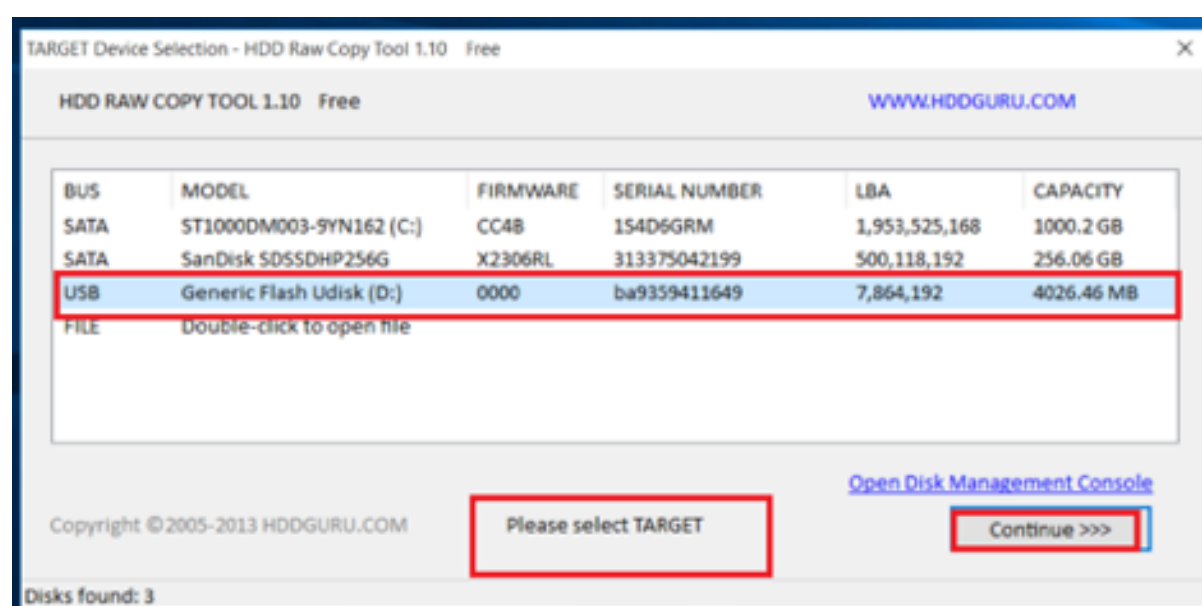 TARGET Device Selection - HDD Raw Copy Tool 1.10 Free
HDD RAW COPY TOOL 1.10 Free WWW.HDDGURU.COM
BUS MODEL FIRMWARE SERIAL NUMBER LBA CAPACITY
SATA ST1000DM003-9YN162 (C:) CC4B 1S4D6GRM 1,953,525,168 1000.2 GB
SATA SanDisk SDSSDHP256G X2306RL 313375042199 500,118,192 256.06 GB
USB Generic Flash Udisk (D:) 0000 ba9359411649 7,864,192 4026.46 MB
FILE Double-click to open file
Open Disk Management Console
Copyright ©2005-2013 HDDGURU.COM Please select TARGET Continue >>>
Disks found: 3